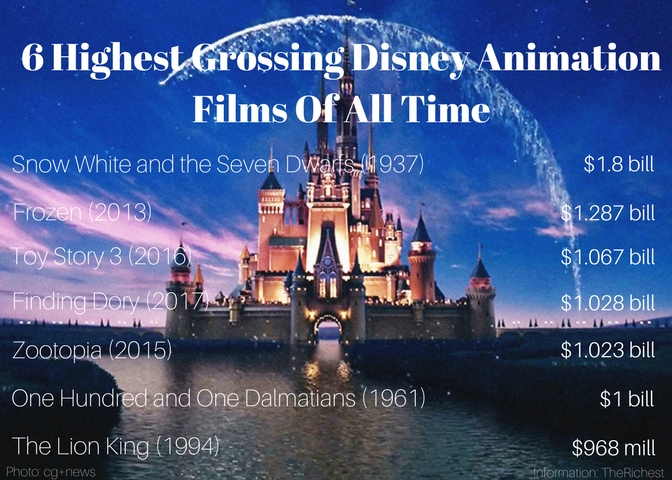 6 Highest Grossing Disney Animation
Films Of All Time
Snow White and the Seven Dwarfs (1937) $1.8 bill
Frozen (2013) $1.287 bill
Toy Story 3 (2016) $1.067 bill
Finding Dory (2017) $1.028 bill
Zootopia (2015) $1.023 bill
One Hundred and One Dalmatians (1961) $1 bill
The Lion King (1994) $968 mill
Photo: cg+news Information: TheRichest